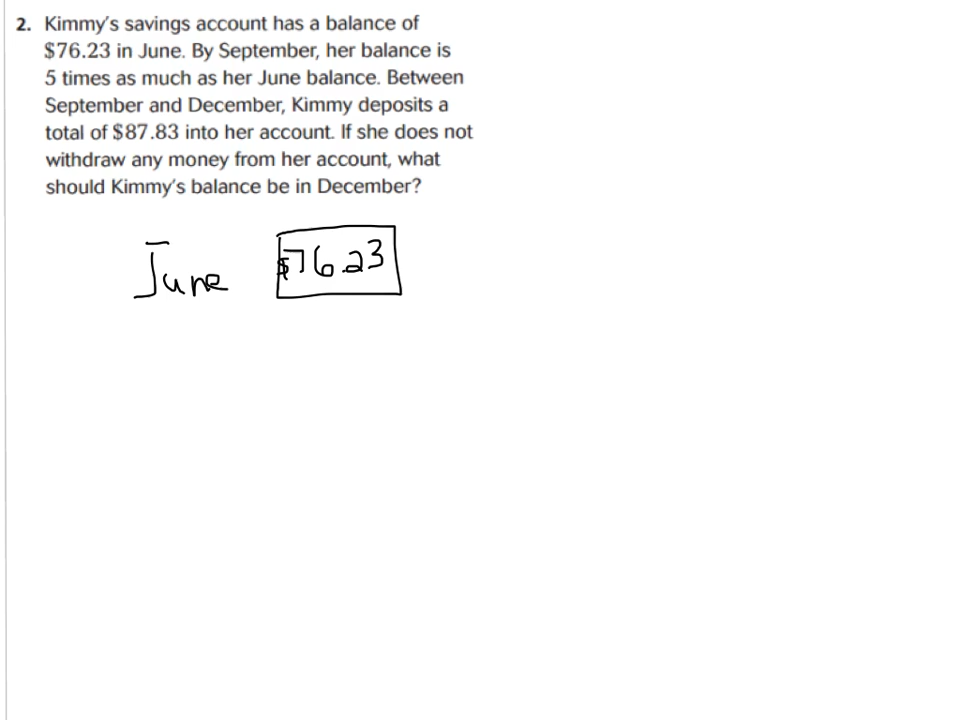 2. Kimmy's savings account has a balance of
$76.23 in June. By September, her balance is
5 times as much as her June balance. Between
September and December, Kimmy deposits a
total of $87.83 into her account. If she does not
withdraw any money from her account, what
should Kimmy's balance be in December?
June $76.23